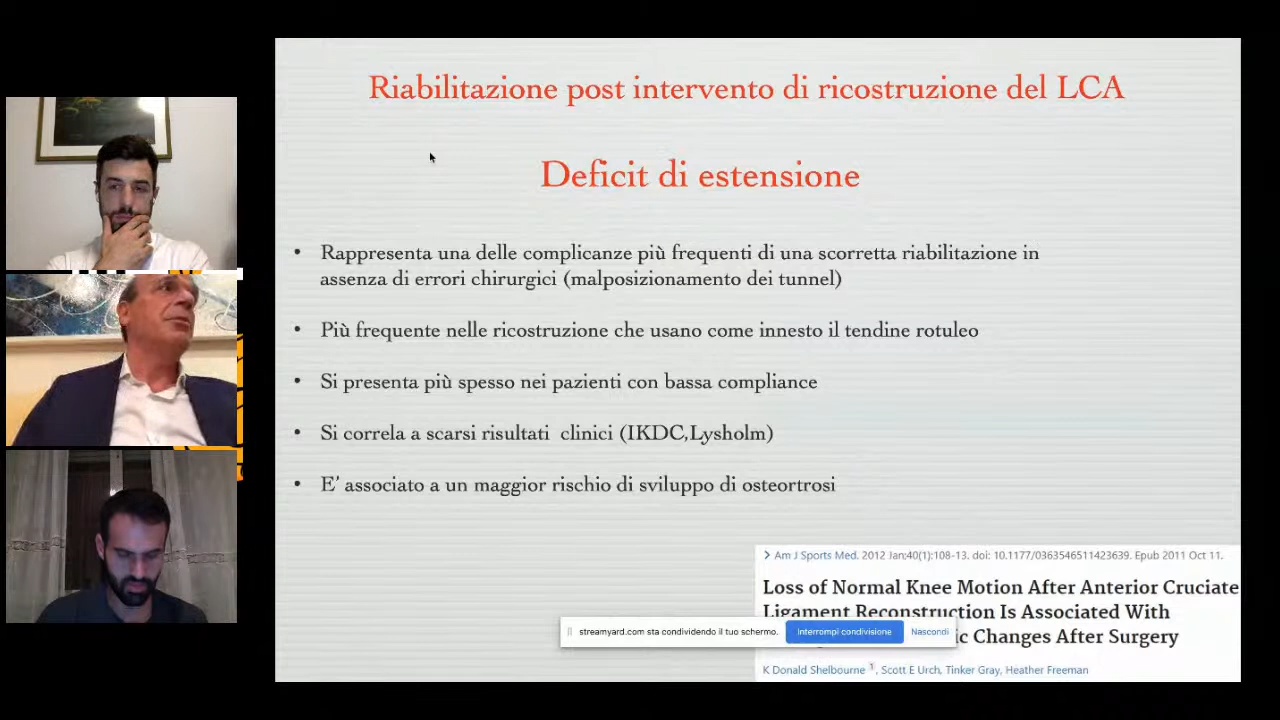 Riabilitazione post intervento di ricostruzione del LCA
Deficit di estensione
• Rappresenta una delle complicanze più frequenti di una scorretta riabilitazione in
assenza di errori chirurgici (malposizionamento dei tunnel)
• Più frequente nelle ricostruzione che usano come innesto il tendine rotuleo
• Si presenta più spesso nei pazienti con bassa compliance
• Si correla a scarsi risultati clinici (IKDC,Lysholm)
• E' associato a un maggior rischio di sviluppo di osteortrosi
> Am J Sports Med. 2012 Jan;40(1):108-13. doi: 10.1177/0363546511423639. Epub 2011 Oct 11.
Loss of Normal Knee Motion After Anterior Cruciate
Ligament Reconstruction Is Associated With
c Changes After Surgery
streamyard.com sta condividendo il tuo schermo. Interrompi condivisione Nascondi
K Donald Shelbourne 1, Scott E Urch, Tinker Gray, Heather Freeman